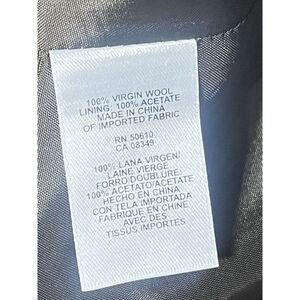 100% VIRGIN WOOL
LINING: 100% ACETATE
MADE IN CHINA
OF IMPORTED FABRIC
RN 50610
CA 08349
100% LANA VIRGEN/
LAINE VIERGE
FORRO/DOUBLURE:
100% ACETATO/ACETATE
HECHO EN CHINA
CON TELA IMPORTADA
FABRIQUE EN CHINE
AVEC DES
TISSUS IMPORTES